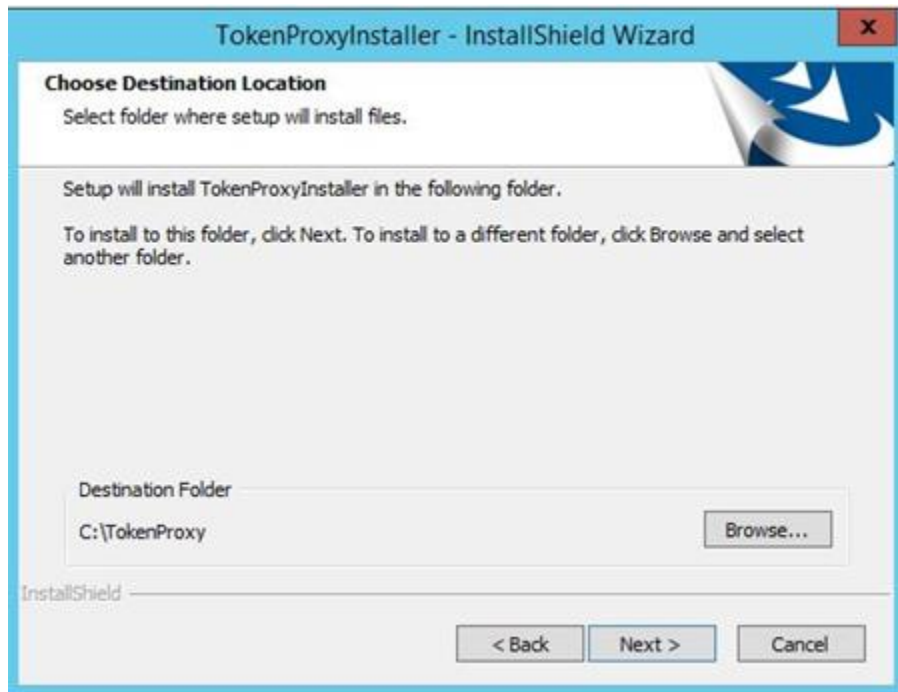 TokenProxyInstaller - InstallShield Wizard
x
Choose Destination Location
Select folder where setup will install files.
Setup will install TokenProxyInstaller in the following folder.
To install to this folder, click Next. To install to a different folder, click Browse and select
another folder.
Destination Folder
C:\TokenProxy
Browse...
InstallShield
< Back
Next >
Cancel